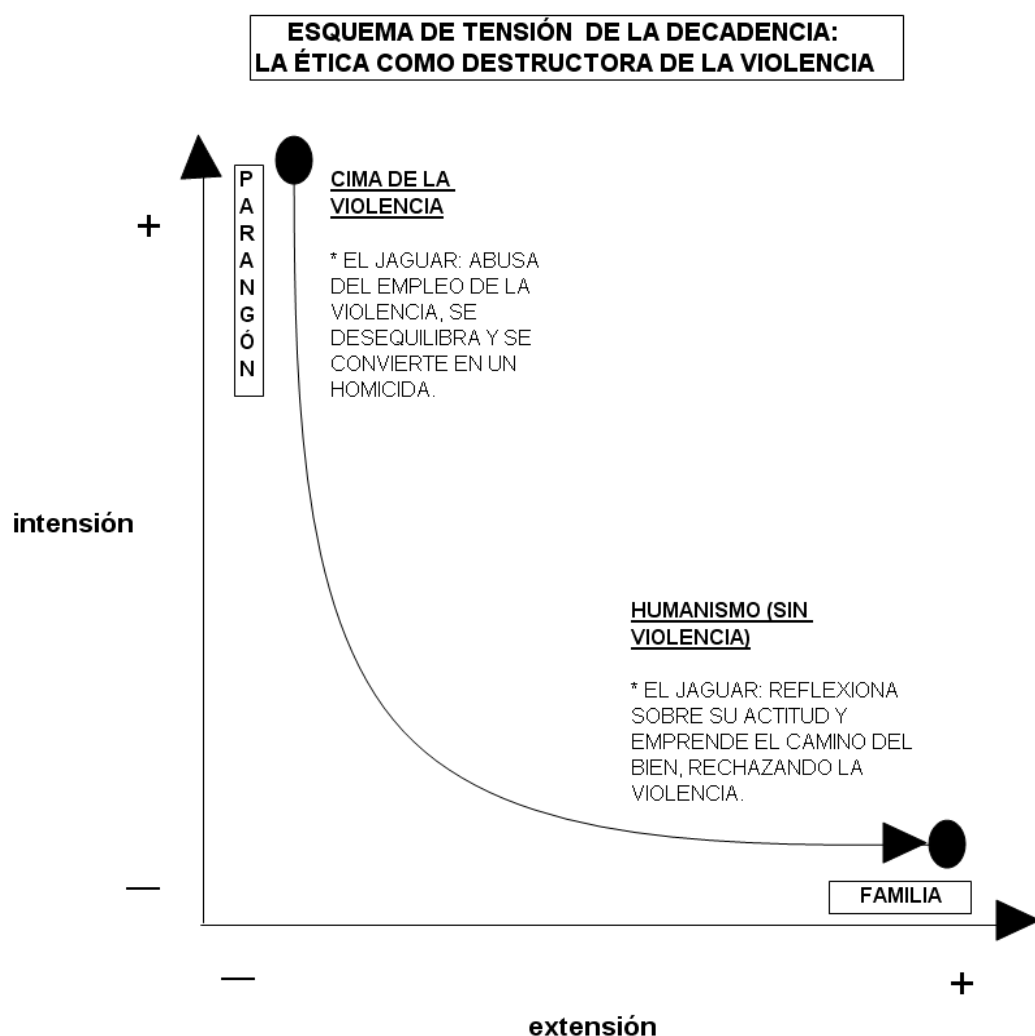 ESQUEMA DE TENSIÓN DE LA DECADENCIA:
LA ÉTICA COMO DESTRUCTORA DE LA VIOLENCIA
+
PARANGÓN
CIMA DE LA
VIOLENCIA
* EL JAGUAR: ABUSA
DEL EMPLEO DE LA
VIOLENCIA, SE
DESEQUILIBRA Y SE
CONVIERTE EN UN
HOMICIDA.
intensión
HUMANISMO (SIN
VIOLENCIA)
* EL JAGUAR: REFLEXIONA
SOBRE SU ACTITUD Y
EMPRENDE EL CAMINO DEL
BIEN, RECHAZANDO LA
VIOLENCIA.
—
FAMILIA
— +
extensión